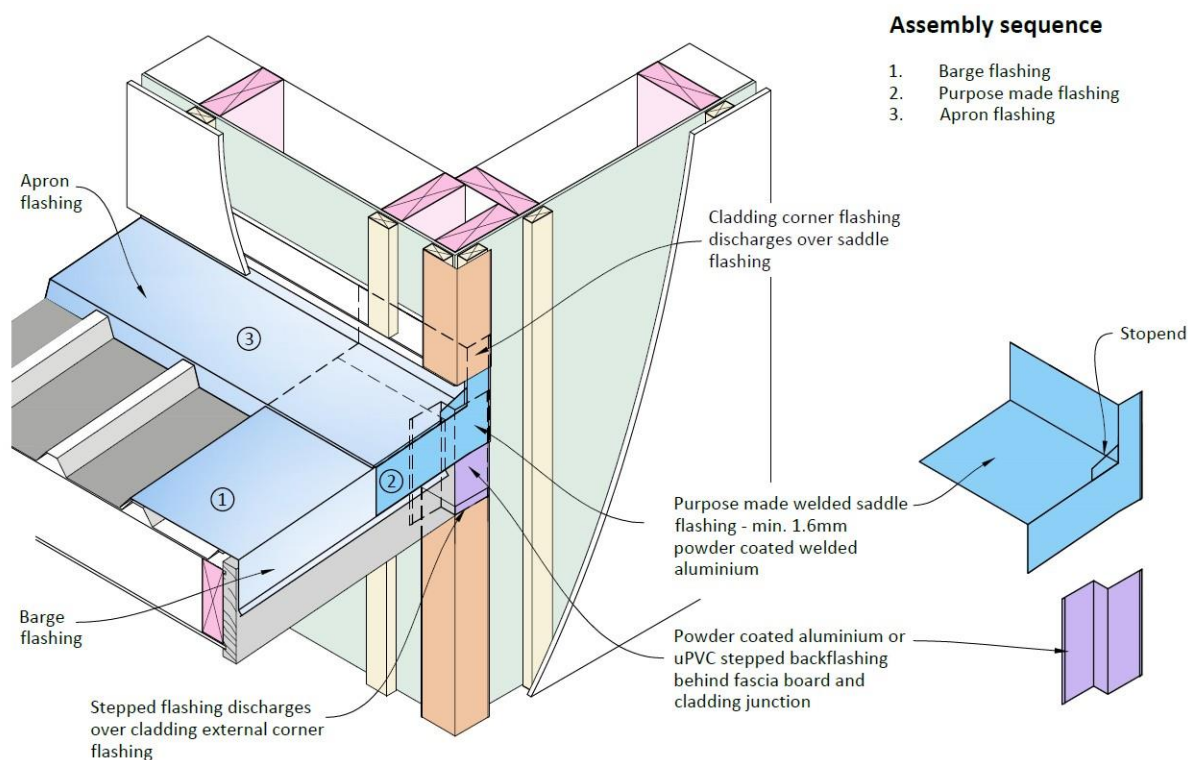 Assembly sequence
1. Barge flashing
2. Purpose made flashing
3. Apron flashing
Apron
flashing
Cladding corner flashing
discharges over saddle
flashing
3
Stopend
2
1
Purpose made welded saddle
flashing - min. 1.6mm
powder coated welded
aluminium
Barge
flashing
Powder coated aluminium or
uPVC stepped backflashing
behind fascia board and
cladding junction
Stepped flashing discharges
over cladding external corner
flashing